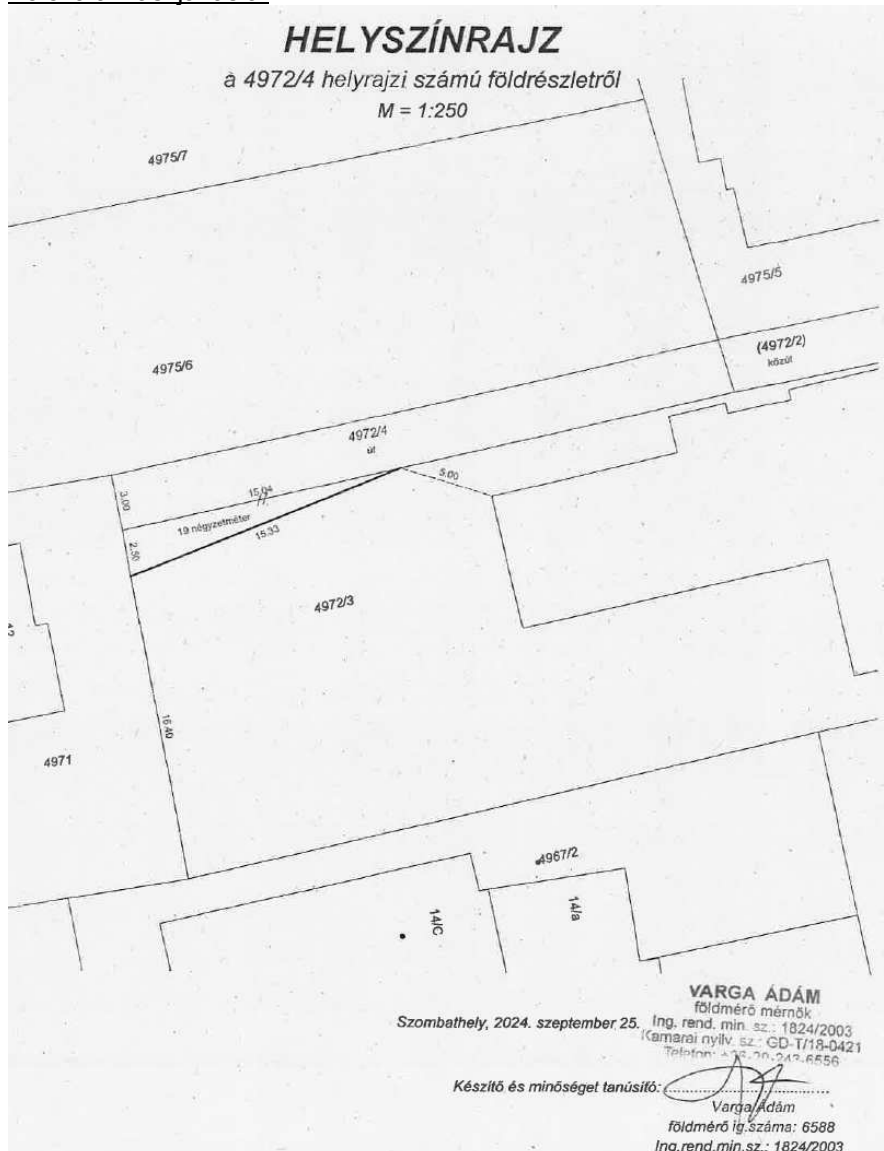 HELYSZÍNRAJZ
a 4972/4 helyrajzi számú földrészletről
M = 1:250
4975/7
4975/5
(4972/2)
közút
4975/6
4972/4
út
3.00
15.04
5.00
19 négyzetméter
2.50
15.33
4972/3
16.40
4971
4967/2
14/C
14/a
VARGA ÁDÁM
földmérő mérnök
Szombathely, 2024. szeptember 25.
Ing. rend. min. sz.: 1824/2003
Kamarai nyilv. sz.: GD-T/18-0421
Készítő és minőséget tanúsító:
Varga Ádám
földmérő ig.száma: 6588
Ing.rend.min.sz.: 1824/2003